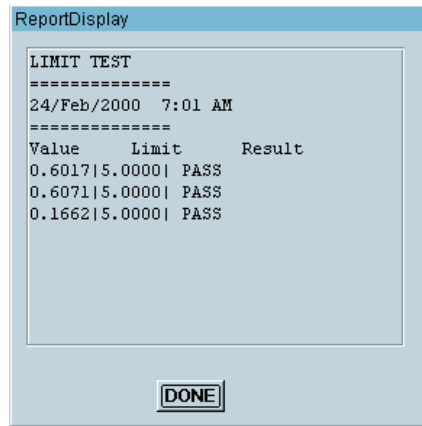 ReportDisplay
LIMIT TEST
==============
24/Feb/2000  7:01 AM
==============
Value      Limit      Result
0.6017|5.0000| PASS
0.6071|5.0000| PASS
0.1662|5.0000| PASS
DONE